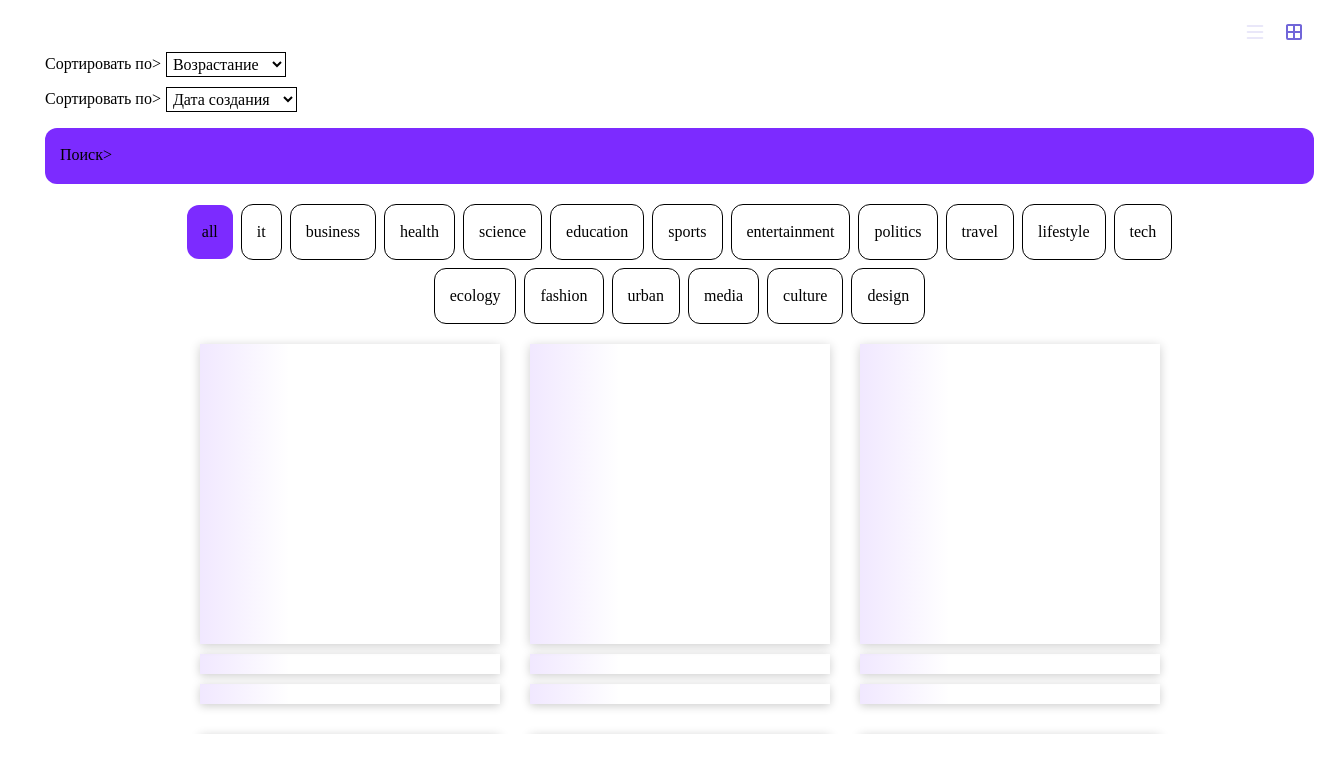 Сортировать по> Возрастание
Сортировать по> Дата создания
Поиск>
all it business health science education sports entertainment politics travel lifestyle tech
ecology fashion urban media culture design